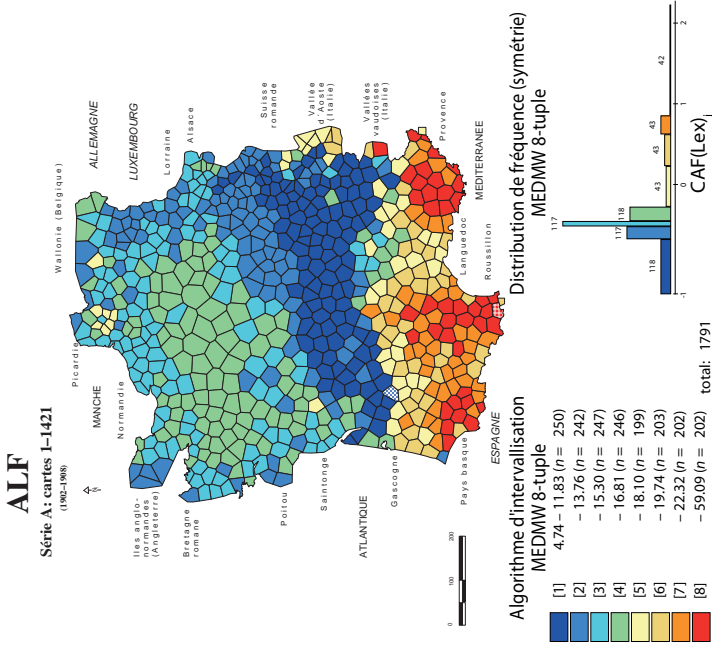 ALF
Série A: cartes 1–1421
(1902–1908)
N
Wallonie (Belgique)
Picardie
ALLEMAGNE
MANCHE
LUXEMBOURG
Normandie
Lorraine
Alsace
Iles anglo-
normandes
(Angleterre)
Bretagne
romane
Suisse
romande
Poitou
Vallée
d'Aoste
(Italie)
Saintonge
Vallées
vaudoises
(Italie)
ATLANTIQUE
Gascogne
Provence
MEDITERRANEE
Languedoc
Pays basque
Roussillon
ESPAGNE
0 100 200
Algorithme d'intervallisation
MEDMW 8-tuple
[1] 4.74 – 11.83 (n = 250)
[2] – 13.76 (n = 242)
[3] – 15.30 (n = 247)
[4] – 16.81 (n = 246)
[5] – 18.10 (n = 199)
[6] – 19.74 (n = 203)
[7] – 22.32 (n = 202)
[8] – 59.09 (n = 202)
total: 1791
Distribution de fréquence (symétrie)
MEDMW 8-tuple
118 117 117 118 43 43 43 42
-1 0 1 2
CAF(Lex)j